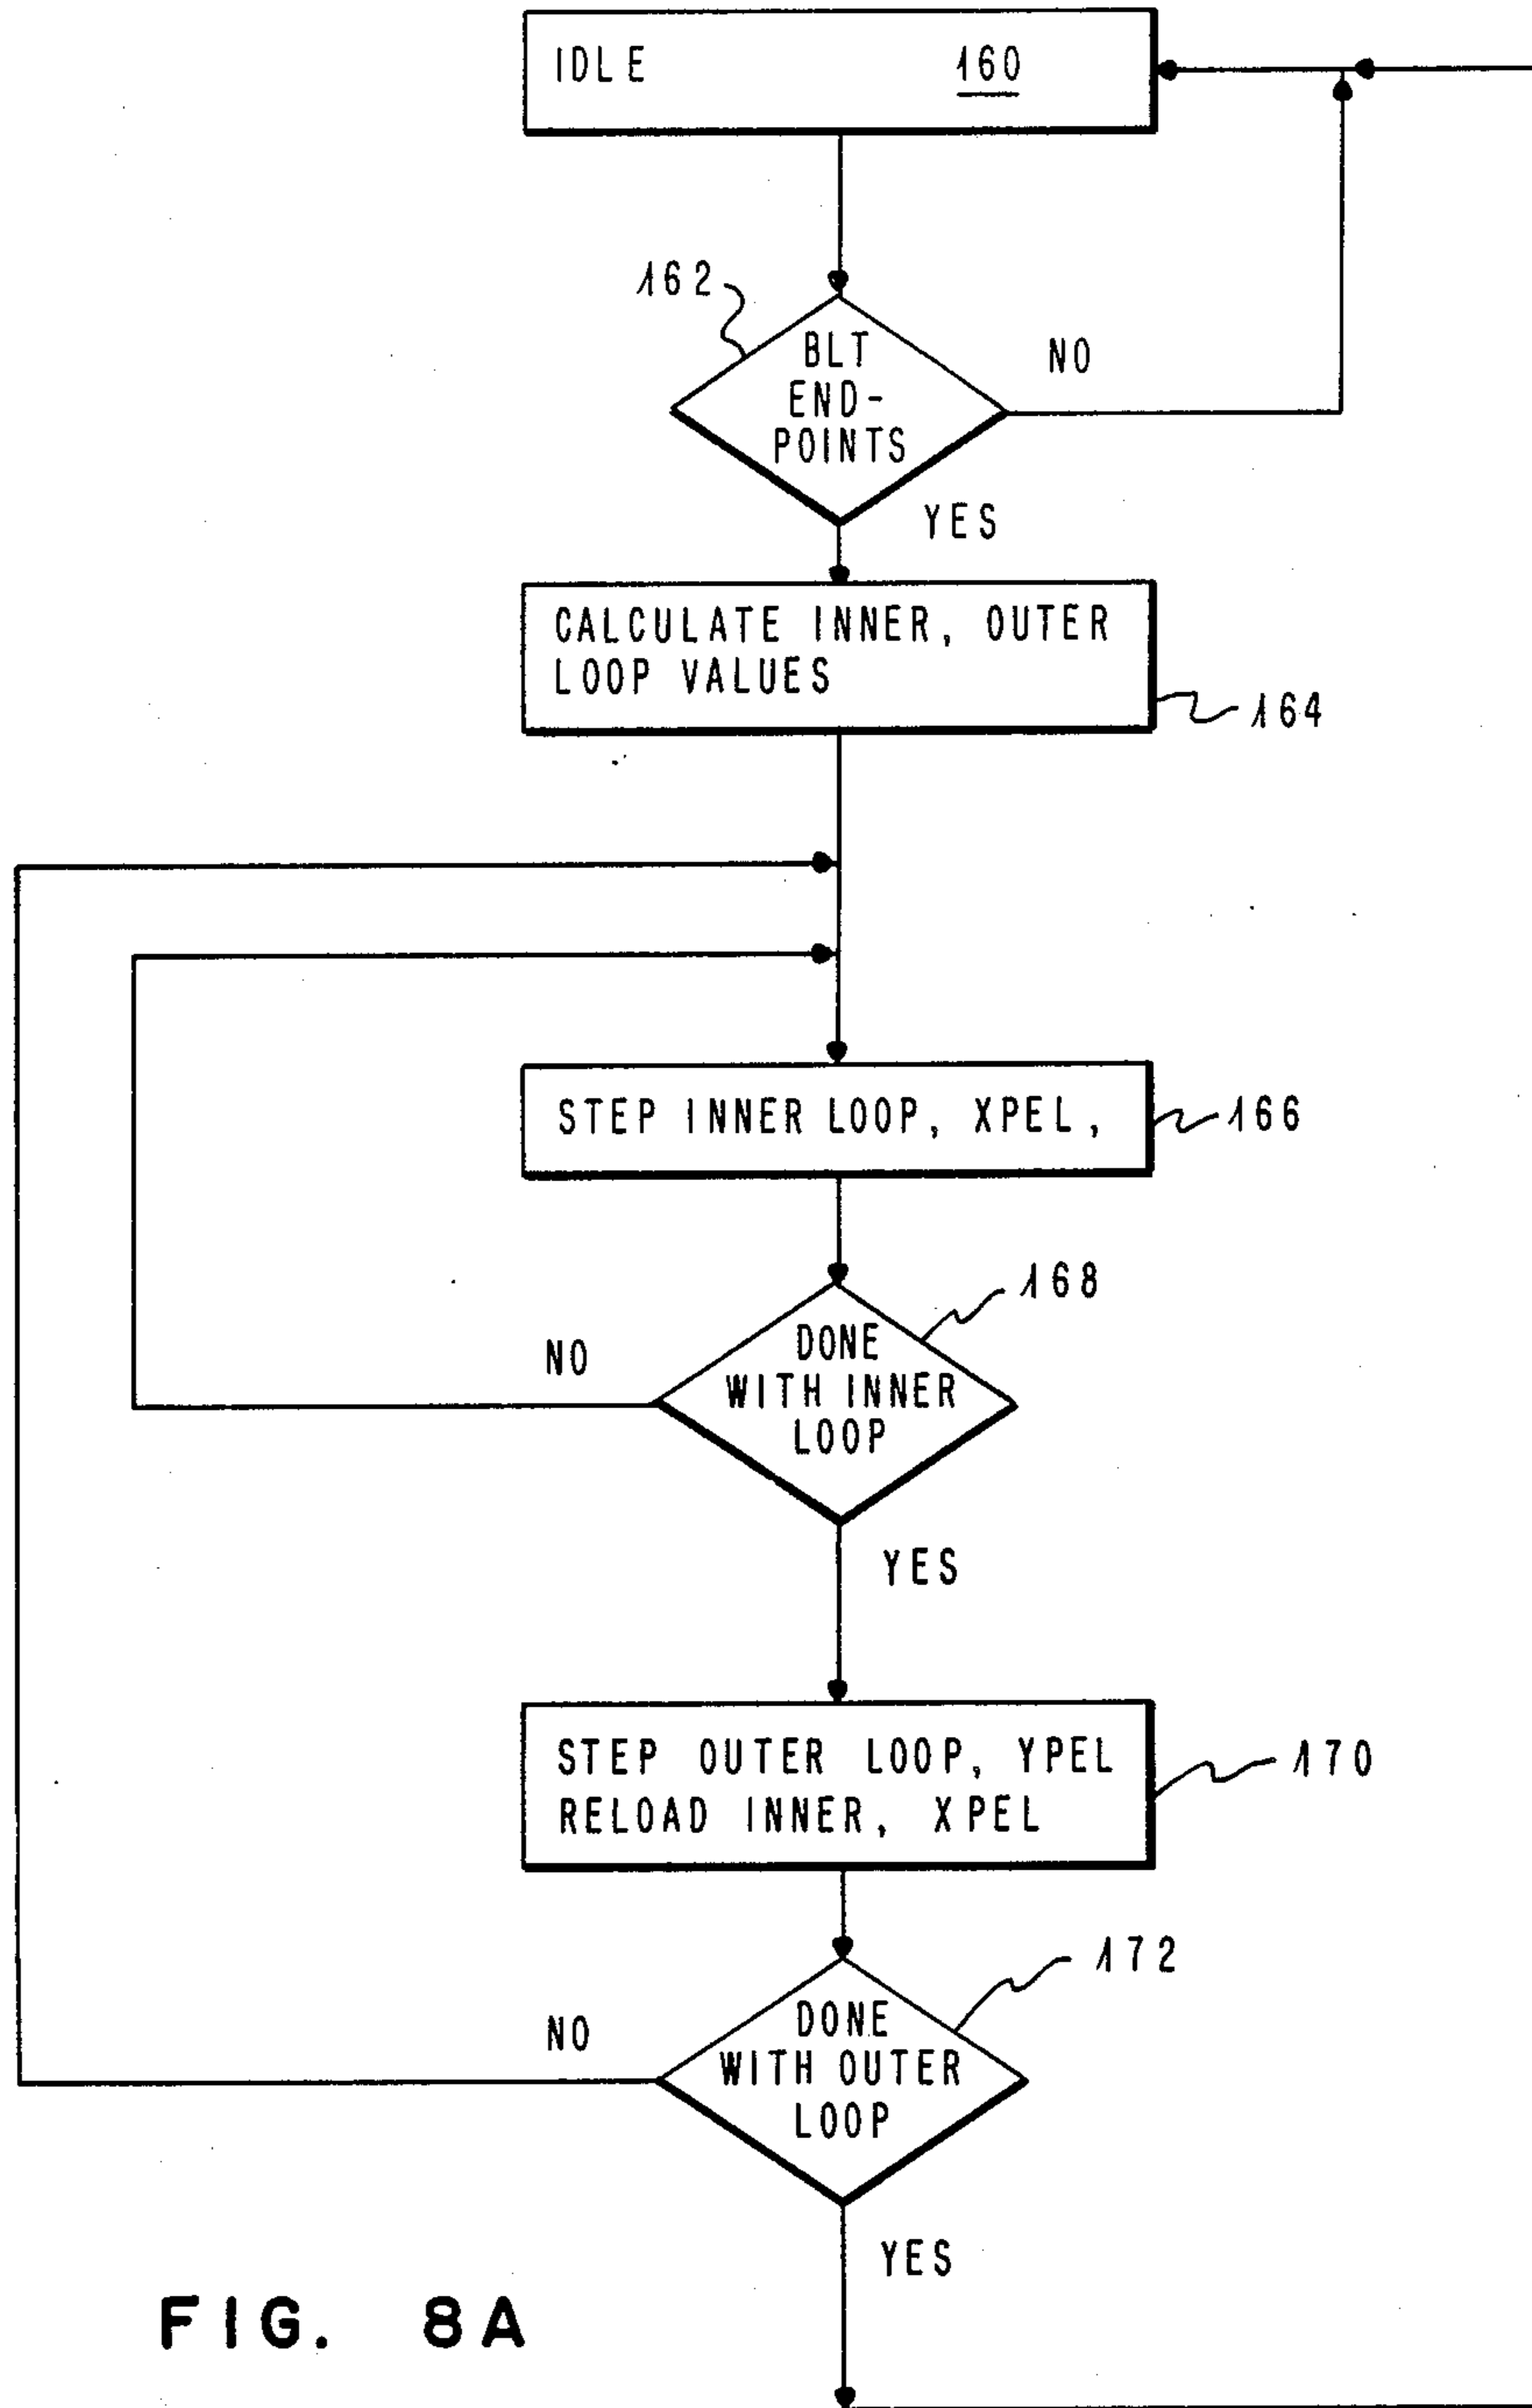 IDLE 160
162
BLT
END-
POINTS
NO
YES
CALCULATE INNER, OUTER
LOOP VALUES
164
STEP INNER LOOP, XPEL,
166
168
DONE
WITH INNER
LOOP
NO
YES
STEP OUTER LOOP, YPEL
RELOAD INNER, XPEL
170
172
DONE
WITH OUTER
LOOP
NO
YES
FIG. 8A